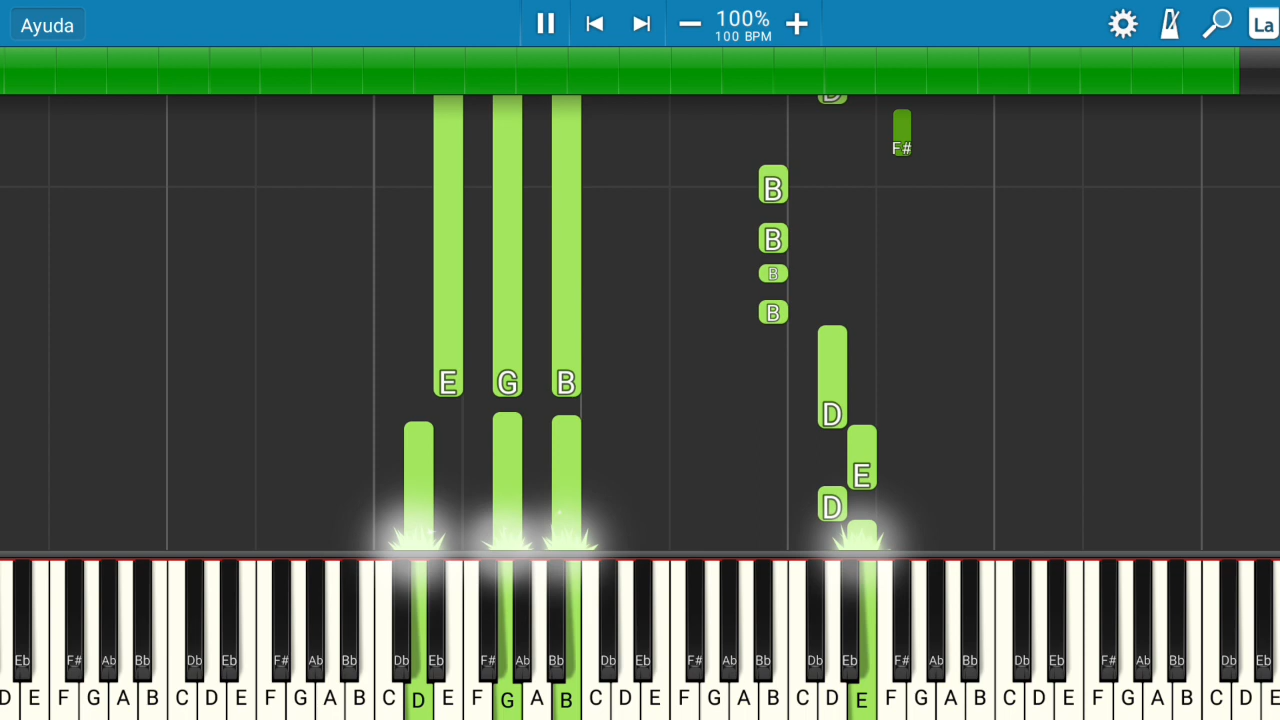 Ayuda
100%
100 BPM
La
D
F#
B
B
B
B
E G B D
E
D
Eb F# Ab Bb Db Eb F# Ab Bb Db Eb F# Ab Bb Db Eb F# Ab Bb Db Eb F# Ab Bb Db Eb F# Ab Bb Db Eb
D E F G A B C D E F G A B C D E F G A B C D E F G A B C D E F G A B C D E F G A B C D E